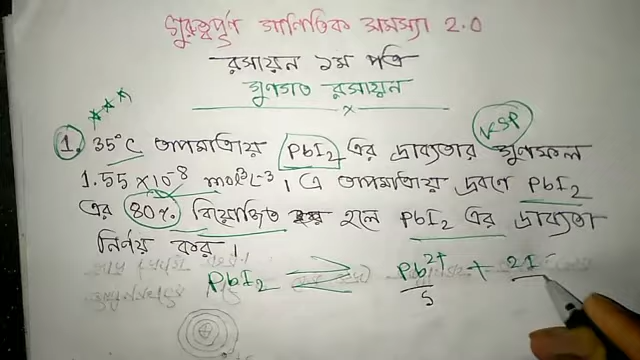 গুরুত্বপূর্ণ গানিতিক সমস্যা 2.0
রসায়ন ১ম পত্র
গুণগত রসায়ন
x
1. 35°C তাপমাত্রায় PbI₂ এর দ্রাব্যতার গুণফল KSP
1.55 ×10⁻⁸ mol³L⁻³ । এ তাপমাত্রায় দ্রবণে PbI₂
এর 80% বিয়োজিত হলে PbI₂ এর দ্রাব্যতা
নির্ণয় কর ।
PbI₂ ⇌ Pb²⁺ + 2I⁻
S